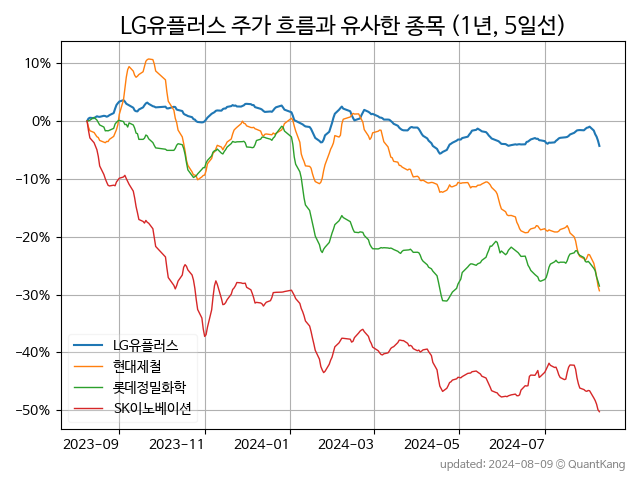 LG유플러스 주가 흐름과 유사한 종목 (1년, 5일선)
10%
0%
−10%
−20%
−30%
−40%
−50%
LG유플러스
현대제철
롯데정밀화학
SK이노베이션
2023-09 2023-11 2024-01 2024-03 2024-05 2024-07
updated: 2024-08-09 © QuantKang